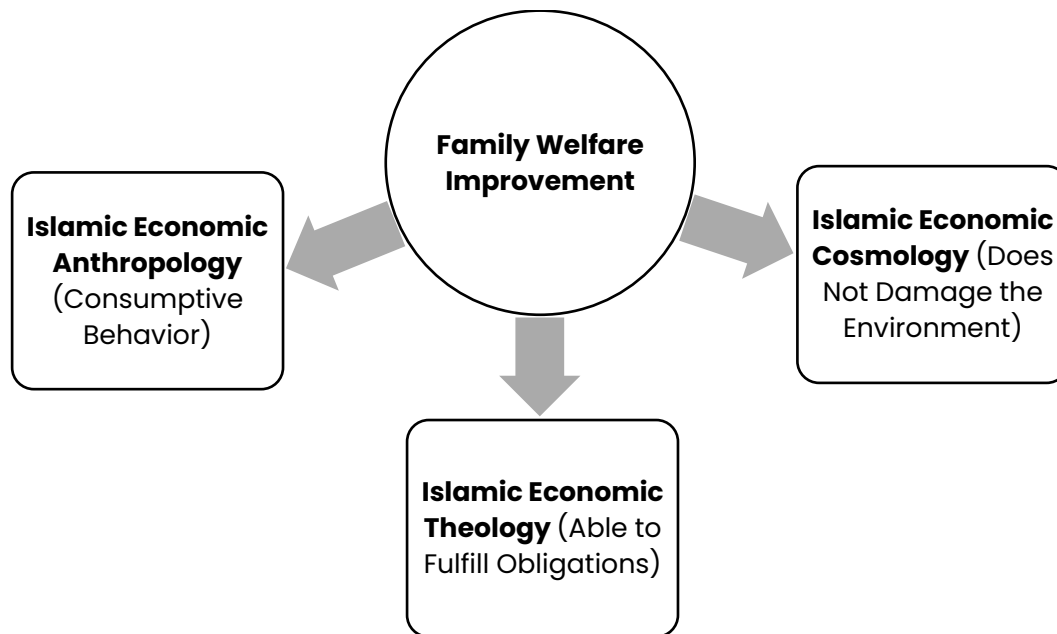 Family Welfare
Improvement
Islamic Economic
Anthropology
(Consumptive
Behavior)
Islamic Economic
Theology (Able to
Fulfill Obligations)
Islamic Economic
Cosmology (Does
Not Damage the
Environment)